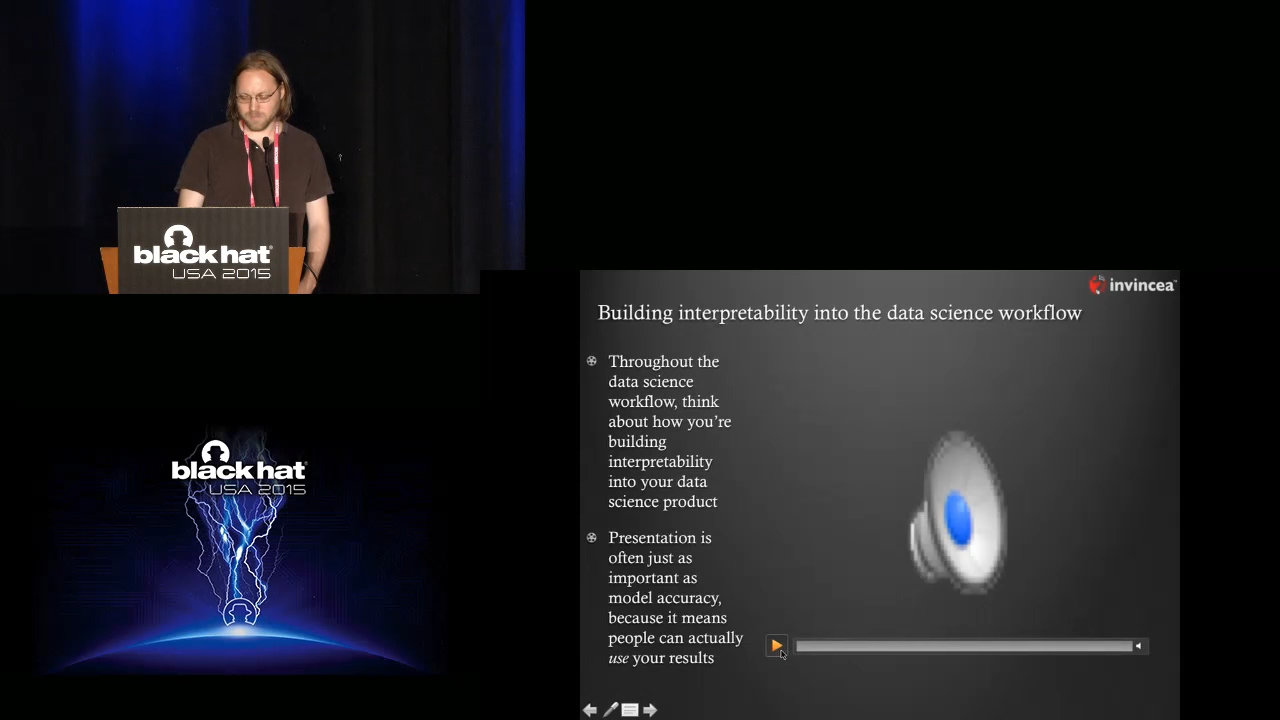 black hat
USA 2015
black hat
USA 2015
invincea
Building interpretability into the data science workflow
Throughout the
data science
workflow, think
about how you're
building
interpretability
into your data
science product
Presentation is
often just as
important as
model accuracy,
because it means
people can actually
use your results